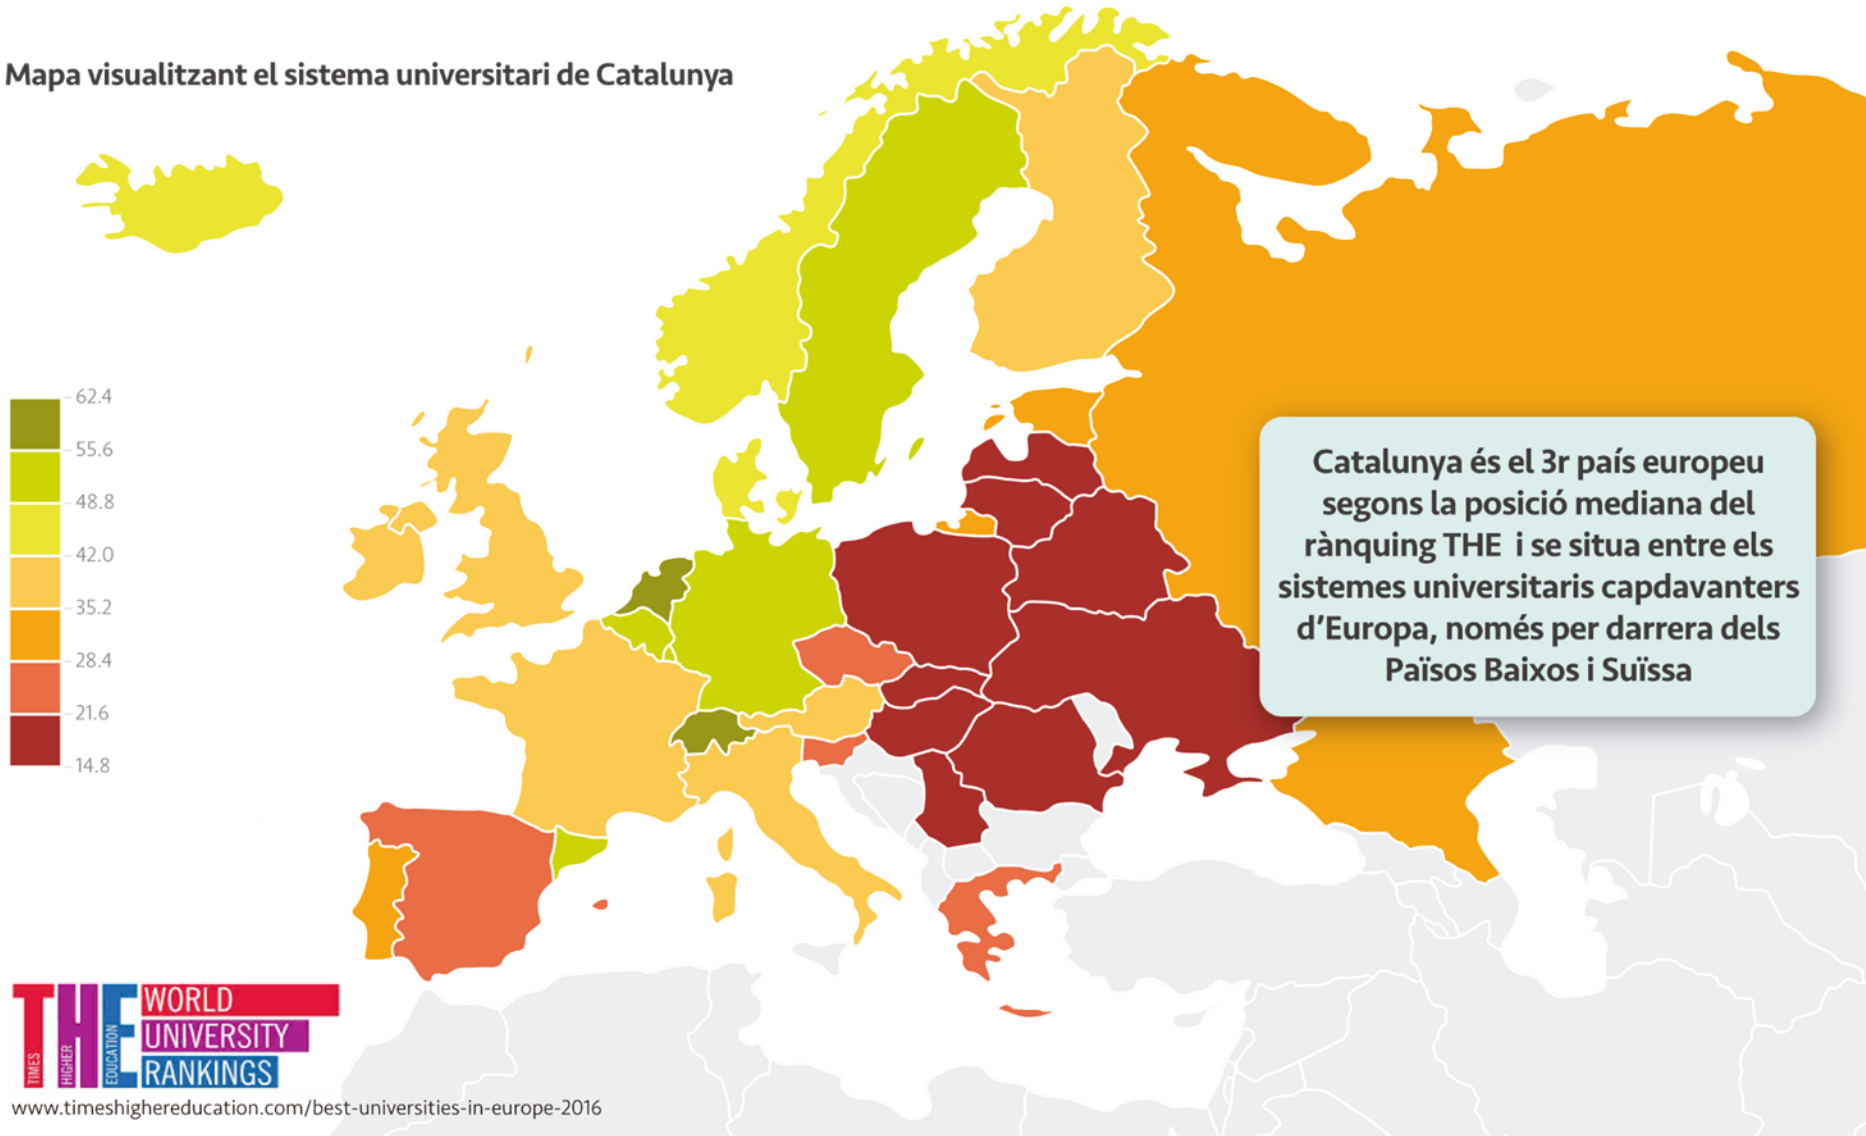 Mapa visualitzant el sistema universitari de Catalunya
62.4
55.6
48.8
42.0
35.2
28.4
21.6
14.8
Catalunya és el 3r país europeu
segons la posició mediana del
rànquing THE i se situa entre els
sistemes universitaris capdavanters
d'Europa, només per darrera dels
Països Baixos i Suïssa
THE
TIMES
HIGHER
EDUCATION
WORLD
UNIVERSITY
RANKINGS
www.timeshighereducation.com/best-universities-in-europe-2016